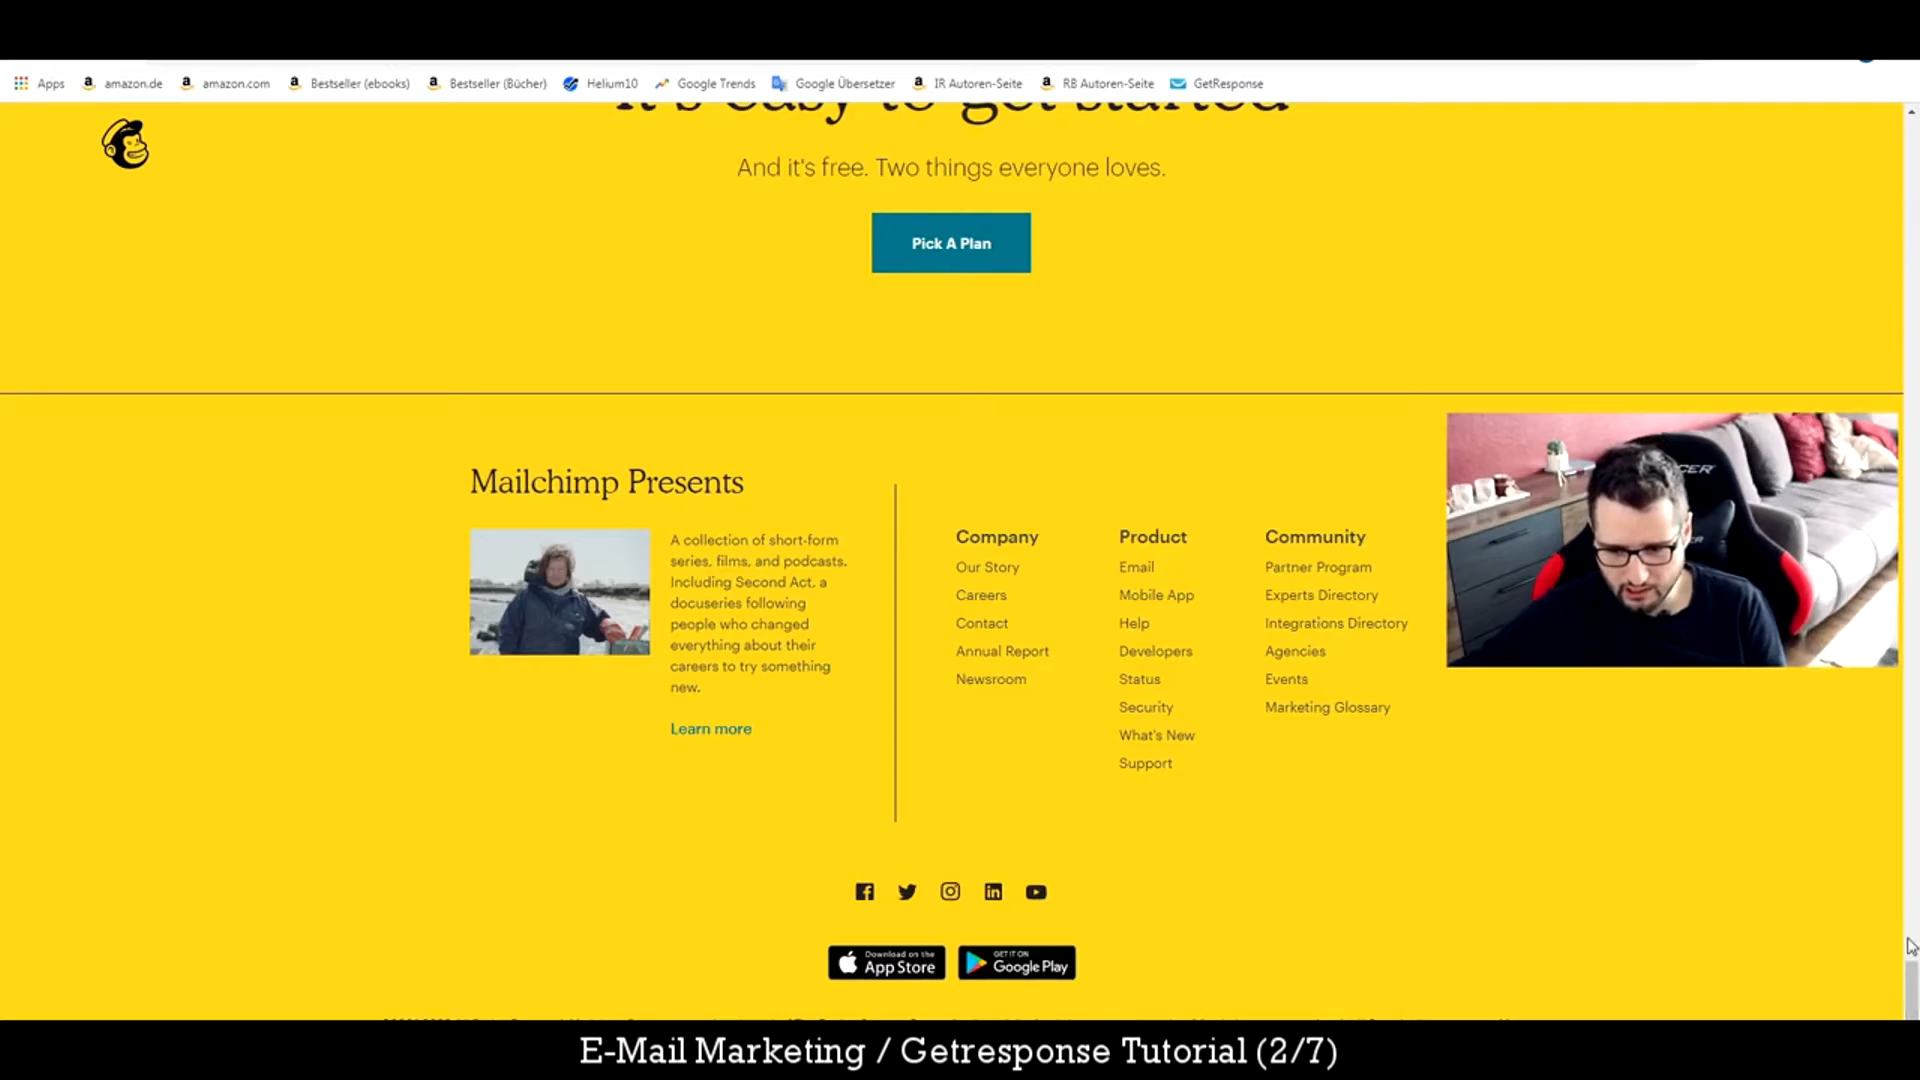 Apps amazon.de amazon.com Bestseller (ebooks) Bestseller (Bücher) Helium10 Google Trends Google Übersetzer IR Autoren-Seite RB Autoren-Seite GetResponse
It's easy to get started
And it's free. Two things everyone loves.
Pick A Plan
Mailchimp Presents
A collection of short-form
series, films, and podcasts.
Including Second Act, a
docuseries following
people who changed
everything about their
careers to try something
new.
Learn more
Company
Our Story
Careers
Contact
Annual Report
Newsroom
Product
Email
Mobile App
Help
Developers
Status
Security
What's New
Support
Community
Partner Program
Experts Directory
Integrations Directory
Agencies
Events
Marketing Glossary
Download on the
App Store
GET IT ON
Google Play
E-Mail Marketing / Getresponse Tutorial (2/7)